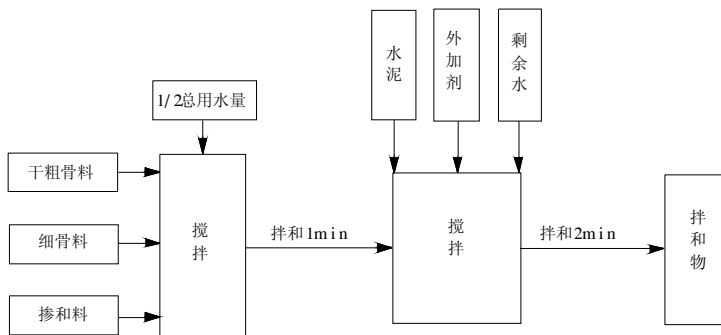 水泥
外加剂
剩余水
1/2总用水量
干粗骨料
细骨料
掺和料
搅拌
拌和1min
搅拌
拌和2min
拌和物